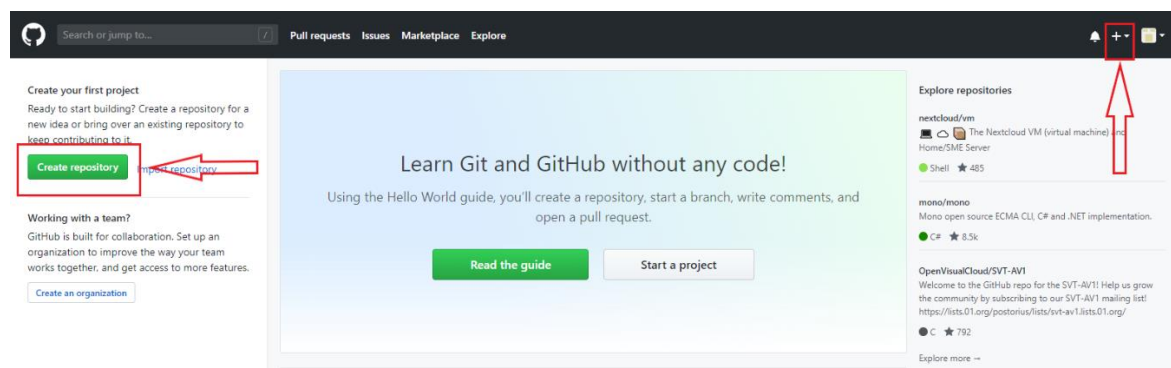 Search or jump to... /
Pull requests Issues Marketplace Explore
Create your first project
Ready to start building? Create a repository for a
new idea or bring over an existing repository to
keep contributing to it.
Create repository
Import repository
Working with a team?
GitHub is built for collaboration. Set up an
organization to improve the way your team
works together, and get access to more features.
Create an organization
Learn Git and GitHub without any code!
Using the Hello World guide, you'll create a repository, start a branch, write comments, and
open a pull request.
Read the guide
Start a project
Explore repositories
nextcloud/vm
The Nextcloud VM (virtual machine) and
Home/SME Server
Shell 485
mono/mono
Mono open source ECMA CLI, C# and .NET implementation.
C# 8.5k
OpenVisualCloud/SVT-AV1
Welcome to the GitHub repo for the SVT-AV1! Help us grow
the community by subscribing to our SVT-AV1 mailing list!
https://lists.01.org/postorius/lists/svt-av1.lists.01.org/
C 792
Explore more →